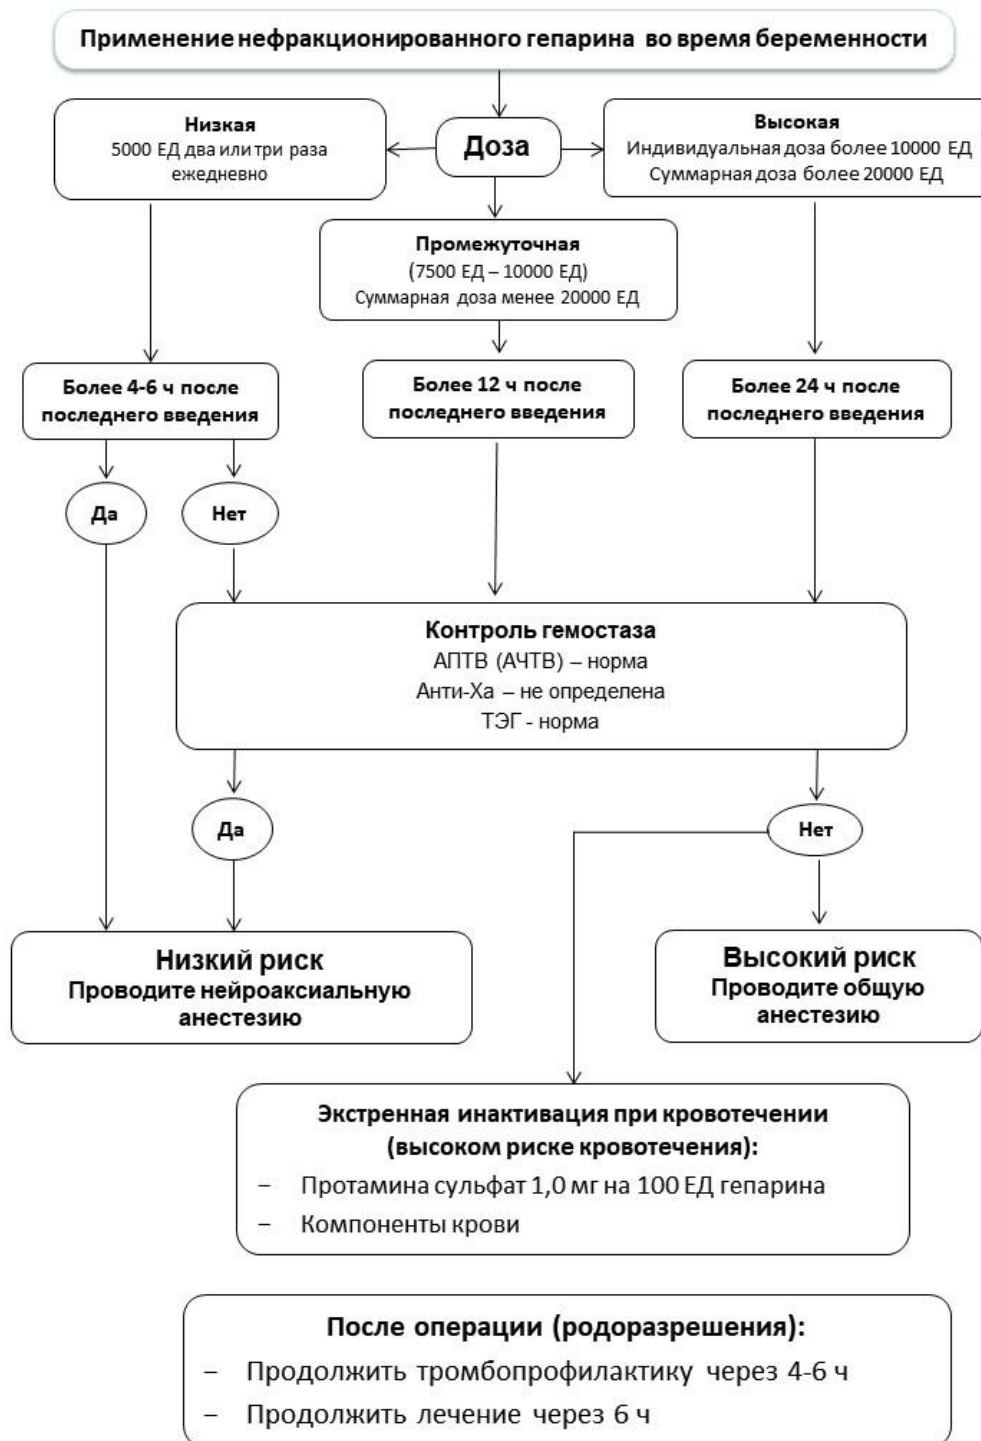 Применение нефракционированного гепарина во время беременности
Низкая
5000 ЕД два или три раза
ежедневно
Доза
Высокая
Индивидуальная доза более 10000 ЕД
Суммарная доза более 20000 ЕД
Промежуточная
(7500 ЕД – 10000 ЕД)
Суммарная доза менее 20000 ЕД
Более 4-6 ч после
последнего введения
Более 12 ч после
последнего введения
Более 24 ч после
последнего введения
Да
Нет
Контроль гемостаза
АПТВ (АЧТВ) – норма
Анти-Ха – не определена
ТЭГ - норма
Да
Нет
Низкий риск
Проводите нейроаксиальную
анестезию
Высокий риск
Проводите общую
анестезию
Экстренная инактивация при кровотечении
(высоком риске кровотечения):
– Протамина сульфат 1,0 мг на 100 ЕД гепарина
– Компоненты крови
После операции (родоразрешения):
– Продолжить тромбопрофилактику через 4-6 ч
– Продолжить лечение через 6 ч